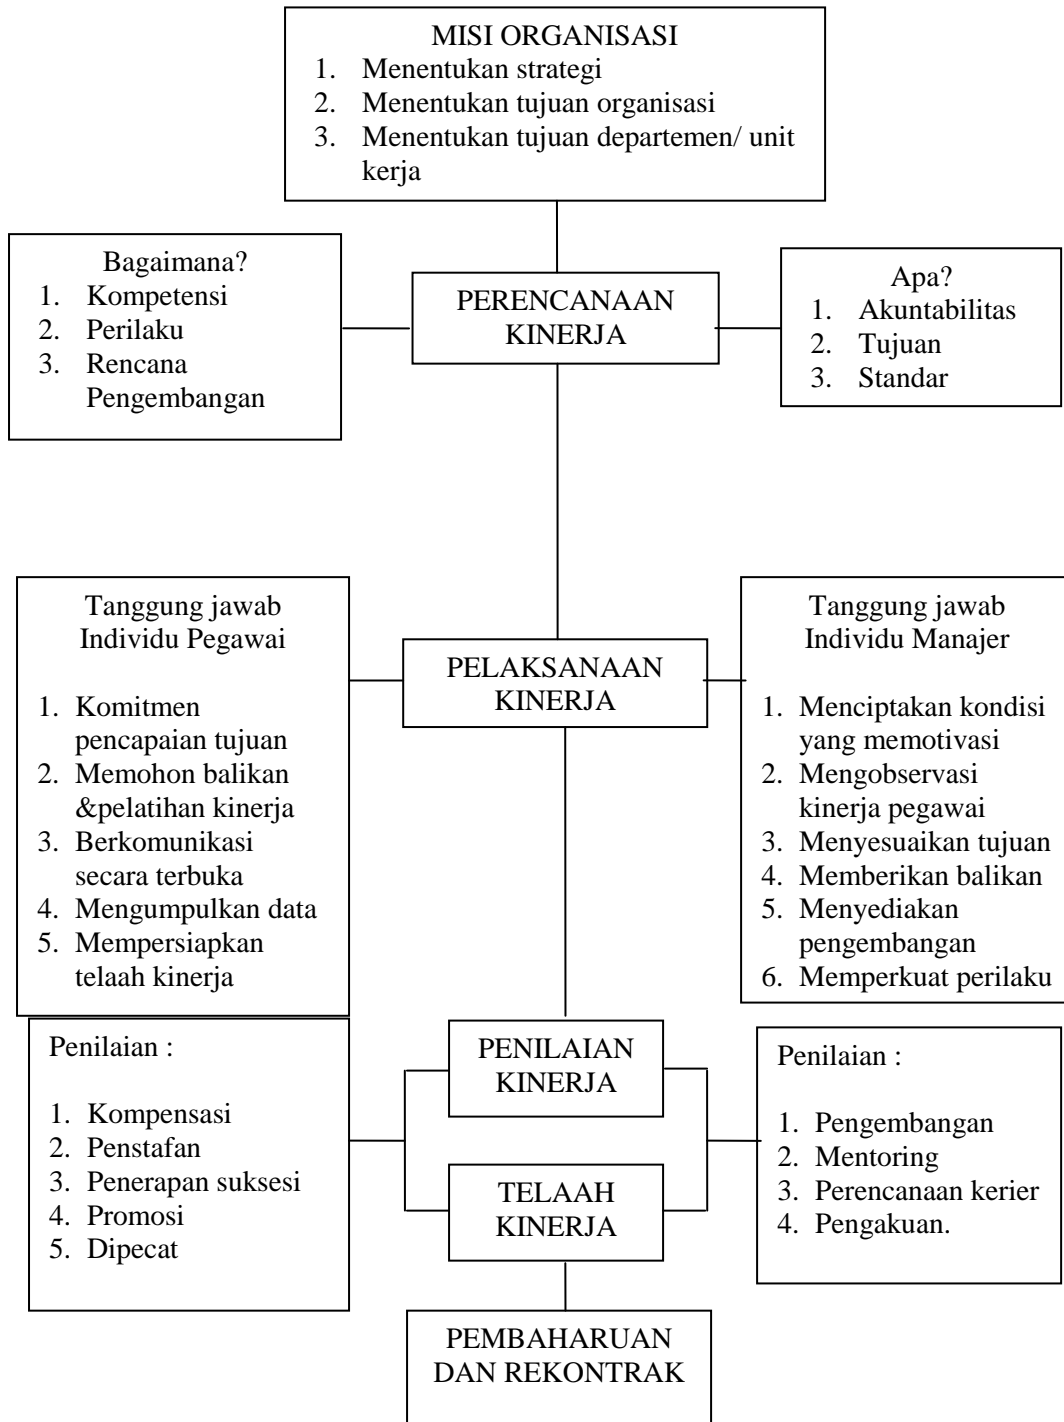 MISI ORGANISASI
1. Menentukan strategi
2. Menentukan tujuan organisasi
3. Menentukan tujuan departemen/ unit
kerja
Bagaimana?
1. Kompetensi
2. Perilaku
3. Rencana
Pengembangan
PERENCANAAN
KINERJA
Apa?
1. Akuntabilitas
2. Tujuan
3. Standar
Tanggung jawab
Individu Pegawai
1. Komitmen
pencapaian tujuan
2. Memohon balikan
&pelatihan kinerja
3. Berkomunikasi
secara terbuka
4. Mengumpulkan data
5. Mempersiapkan
telaah kinerja
PELAKSANAAN
KINERJA
Tanggung jawab
Individu Manajer
1. Menciptakan kondisi
yang memotivasi
2. Mengobservasi
kinerja pegawai
3. Menyesuaikan tujuan
4. Memberikan balikan
5. Menyediakan
pengembangan
6. Memperkuat perilaku
Penilaian :
1. Kompensasi
2. Penstafan
3. Penerapan suksesi
4. Promosi
5. Dipecat
PENILAIAN
KINERJA
TELAAH
KINERJA
Penilaian :
1. Pengembangan
2. Mentoring
3. Perencanaan kerier
4. Pengakuan.
PEMBAHARUAN
DAN REKONTRAK